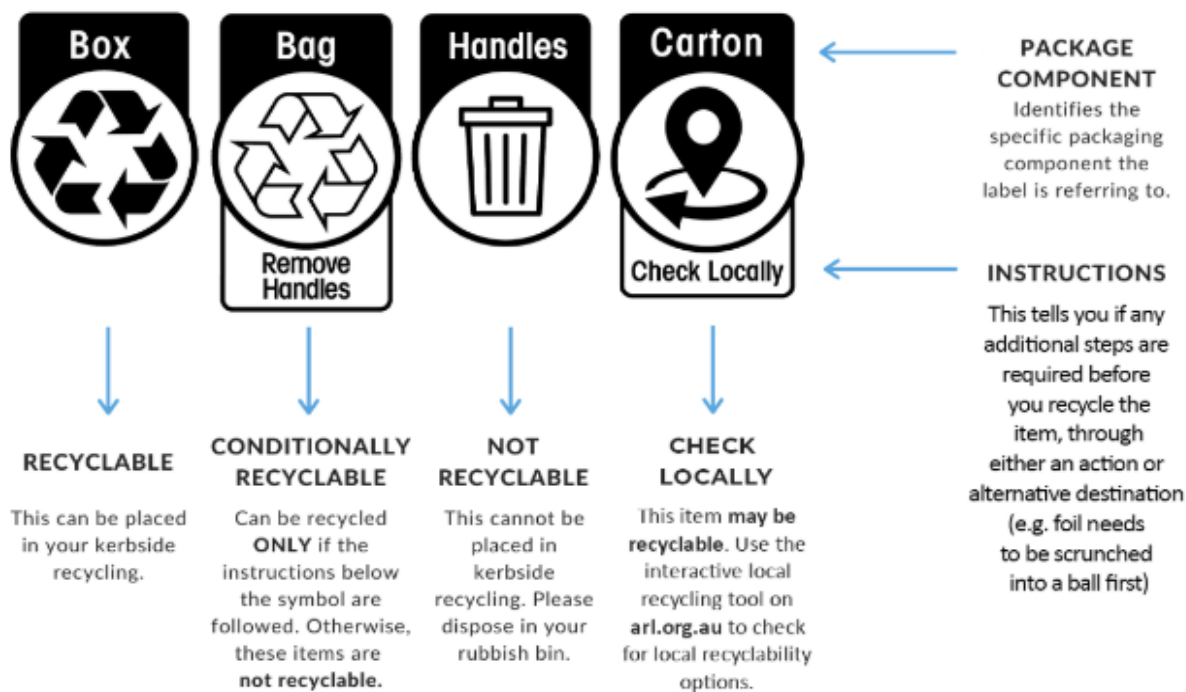 Box
Bag
Remove
Handles
Handles
Carton
Check Locally
PACKAGE
COMPONENT
Identifies the
specific packaging
component the
label is referring to.
INSTRUCTIONS
This tells you if any
additional steps are
required before
you recycle the
item, through
either an action or
alternative destination
(e.g. foil needs
to be scrunched
into a ball first)
RECYCLABLE
This can be placed
in your kerbside
recycling.
CONDITIONALLY
RECYCLABLE
Can be recycled
ONLY if the
instructions below
the symbol are
followed. Otherwise,
these items are
not recyclable.
NOT
RECYCLABLE
This cannot be
placed in
kerbside
recycling. Please
dispose in your
rubbish bin.
CHECK
LOCALLY
This item may be
recyclable. Use the
interactive local
recycling tool on
arl.org.au to check
for local recyclability
options.